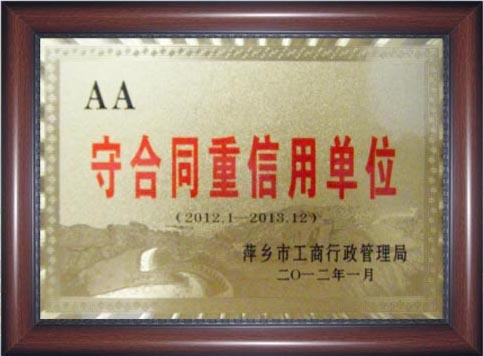 AA
守合同重信用单位
(2012.1—2013.12)
萍乡市工商行政管理局
二〇一二年一月